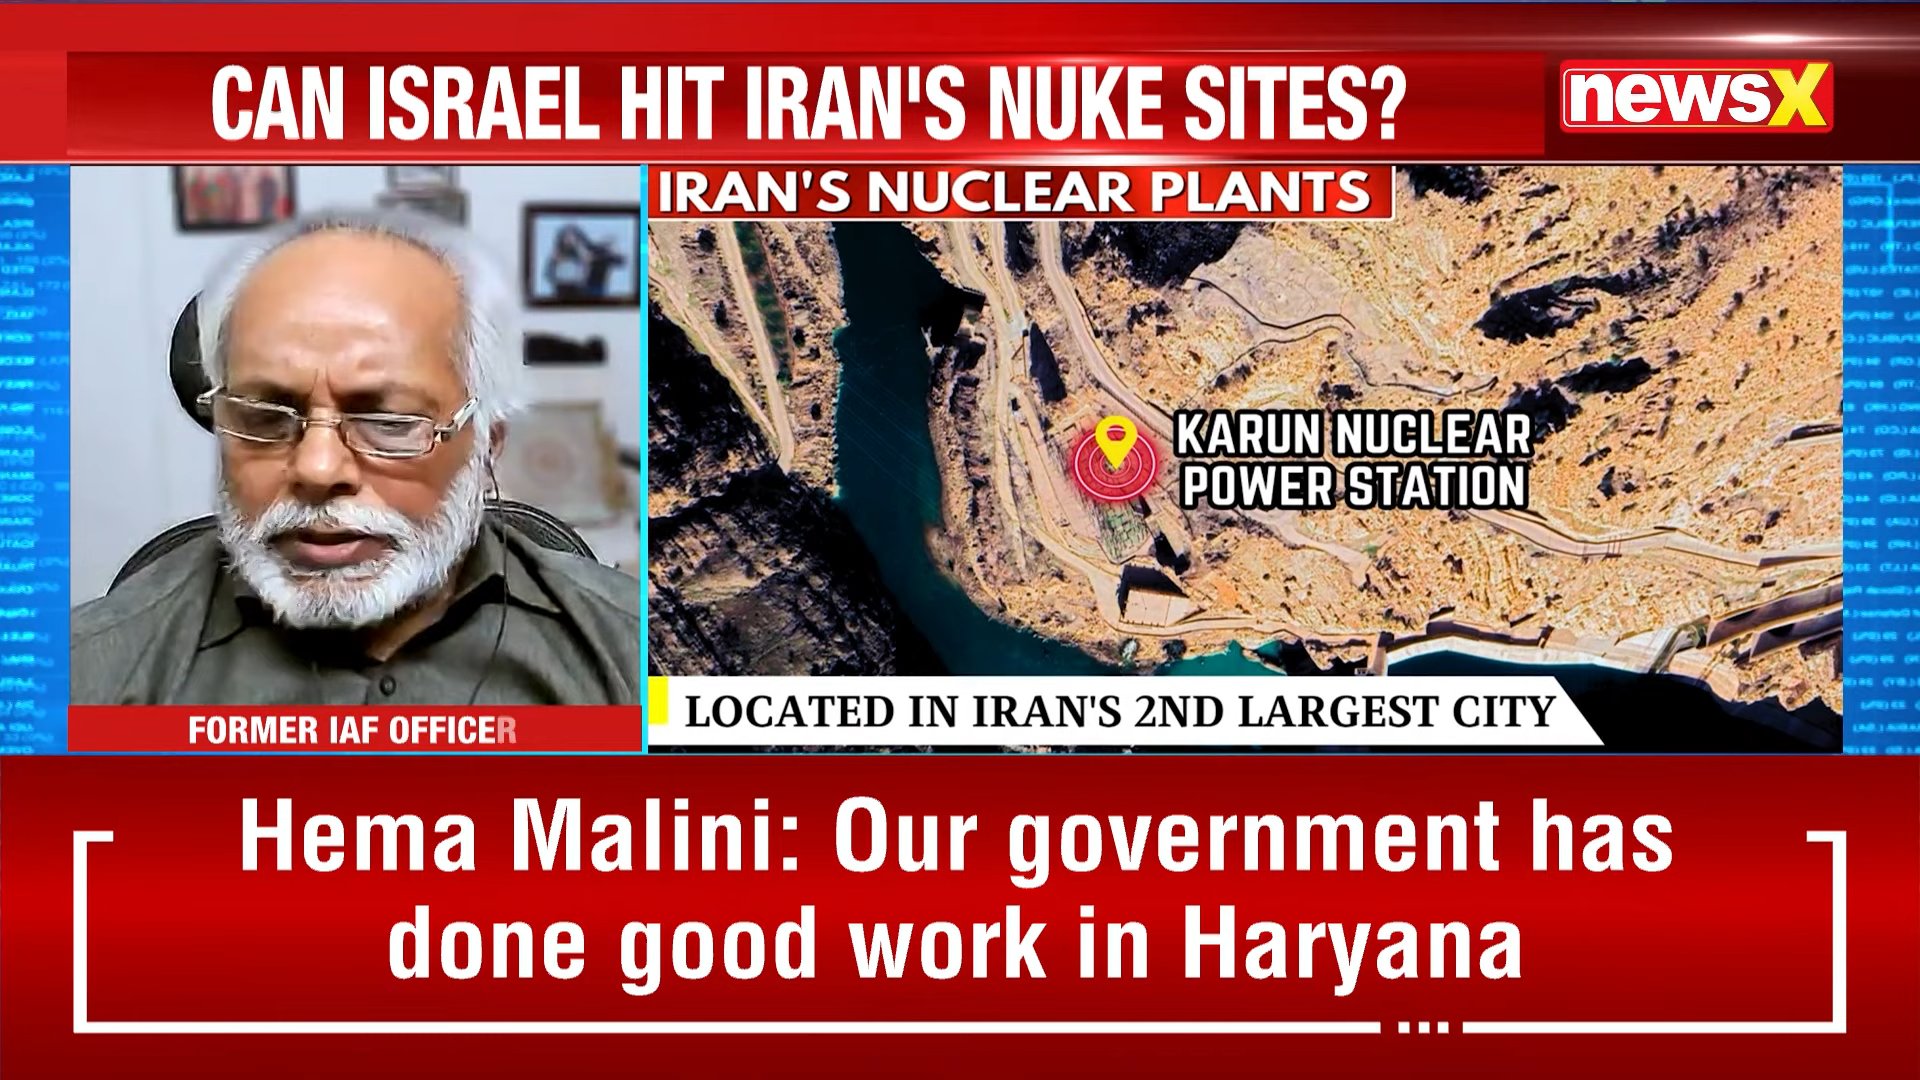 CAN ISRAEL HIT IRAN'S NUKE SITES?
newsX
IRAN'S NUCLEAR PLANTS
KARUN NUCLEAR
POWER STATION
LOCATED IN IRAN'S 2ND LARGEST CITY
FORMER IAF OFFICER
Hema Malini: Our government has
done good work in Haryana